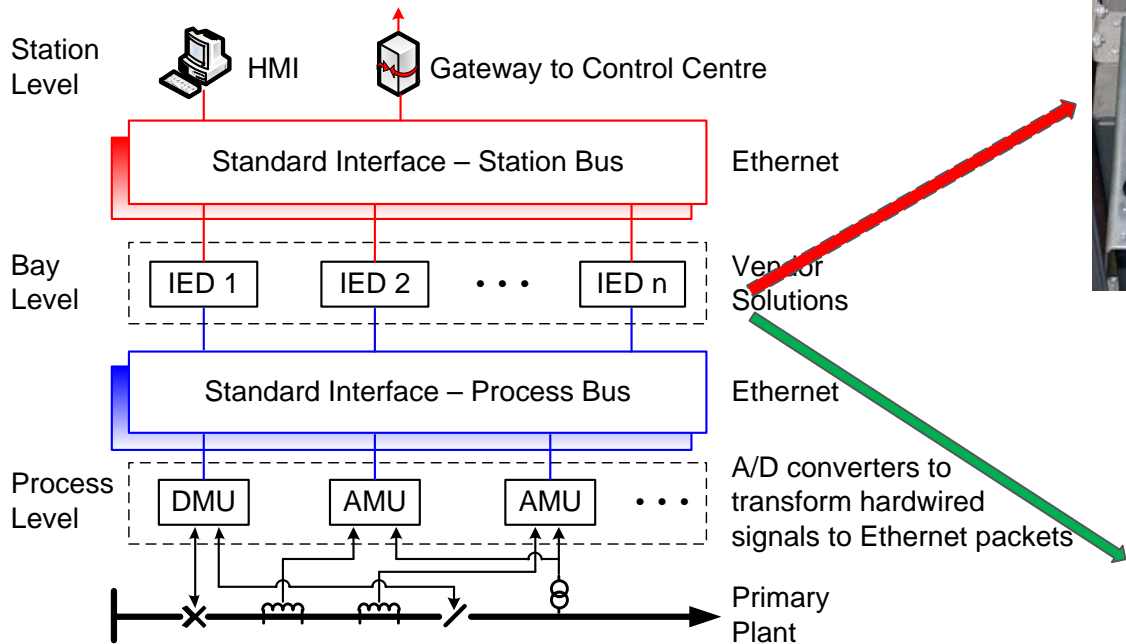 Station
Level
HMI
Gateway to Control Centre
Standard Interface – Station Bus
Ethernet
Bay
Level
IED 1
IED 2
• • •
IED n
Vendor
Solutions
Standard Interface – Process Bus
Ethernet
Process
Level
DMU
AMU
AMU
• • •
A/D converters to
transform hardwired
signals to Ethernet packets
Primary
Plant